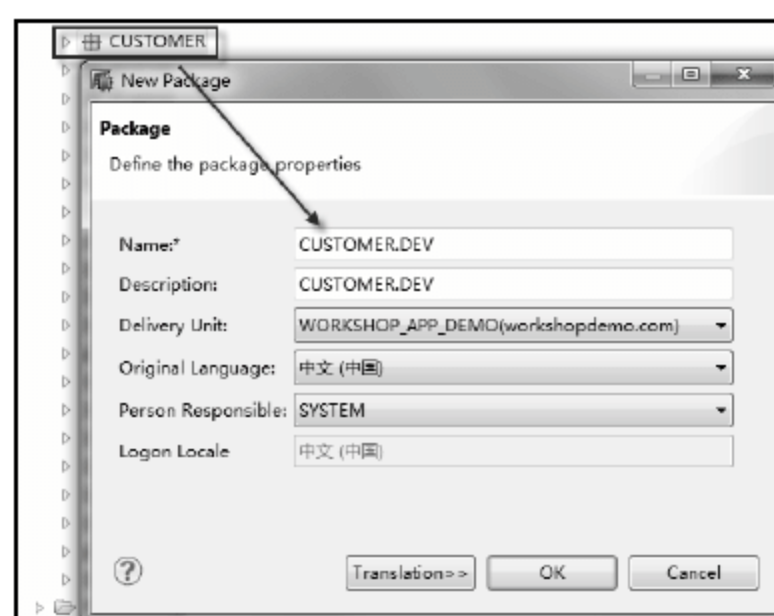 CUSTOMER
New Package
Package
Define the package properties
Name:* CUSTOMER.DEV
Description: CUSTOMER.DEV
Delivery Unit: WORKSHOP_APP_DEMO(workshopdemo.com)
Original Language: 中文 (中国)
Person Responsible: SYSTEM
Logon Locale 中文 (中国)
Translation>> OK Cancel